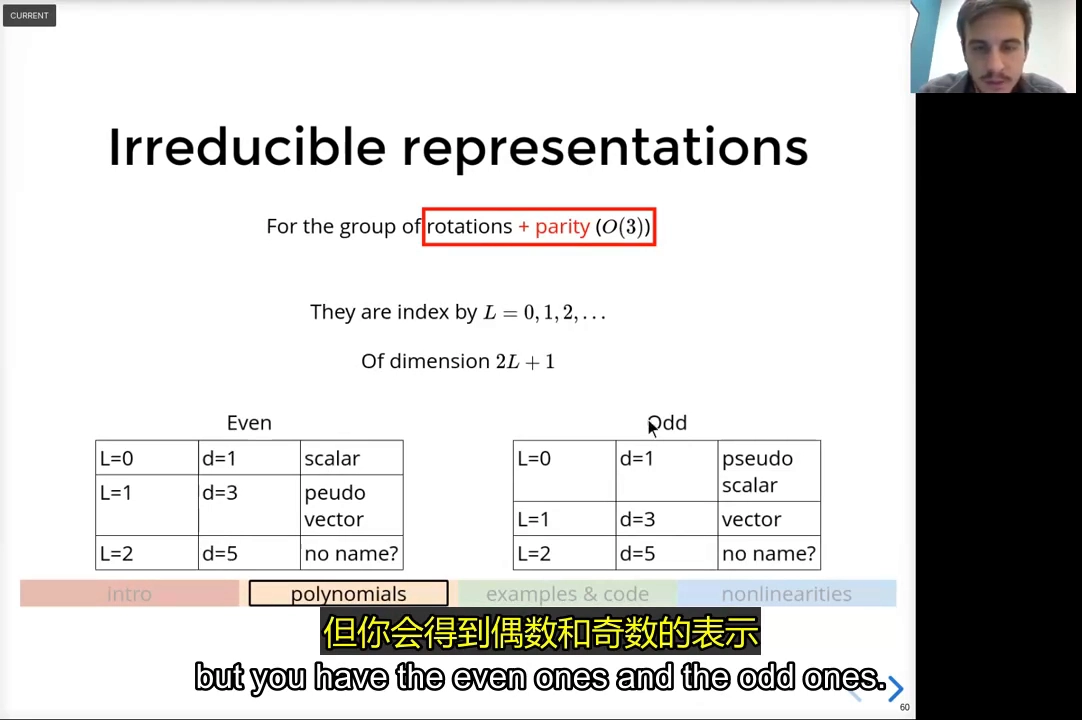 CURRENT
Irreducible representations
For the group of rotations + parity (O(3))
They are index by L = 0, 1, 2, . . .
Of dimension 2L + 1
Even
L=0 d=1 scalar
L=1 d=3 peudo
vector
L=2 d=5 no name?
Odd
L=0 d=1 pseudo
scalar
L=1 d=3 vector
L=2 d=5 no name?
intro polynomials examples & code nonlinearities
但你会得到偶数和奇数的表示
but you have the even ones and the odd ones.
60